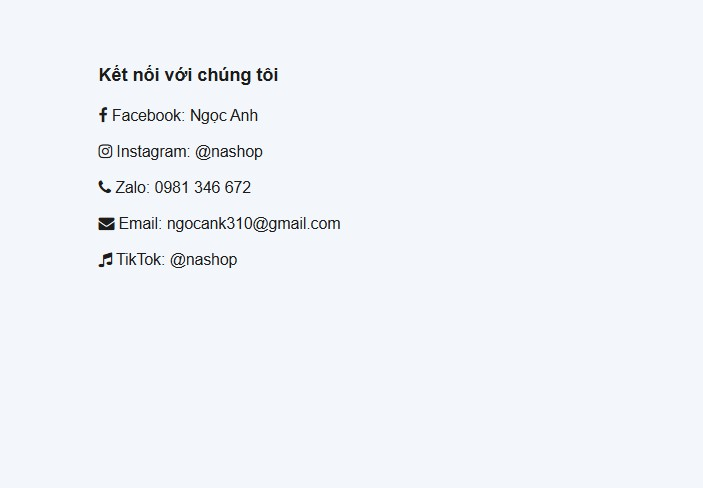 Kết nối với chúng tôi
Facebook: Ngọc Anh
Instagram: @nashop
Zalo: 0981 346 672
Email: ngocank310@gmail.com
TikTok: @nashop